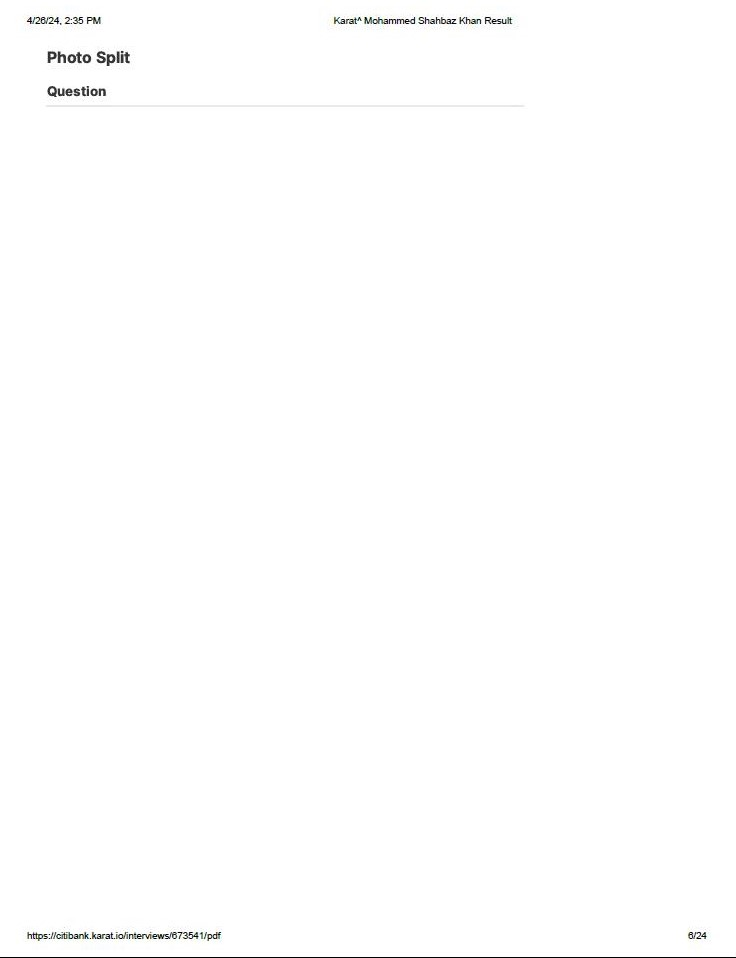 4/26/24, 2:35 PM
Karat^ Mohammed Shahbaz Khan Result
Photo Split
Question
https://citibank.karat.io/interviews/673541/pdf
6/24